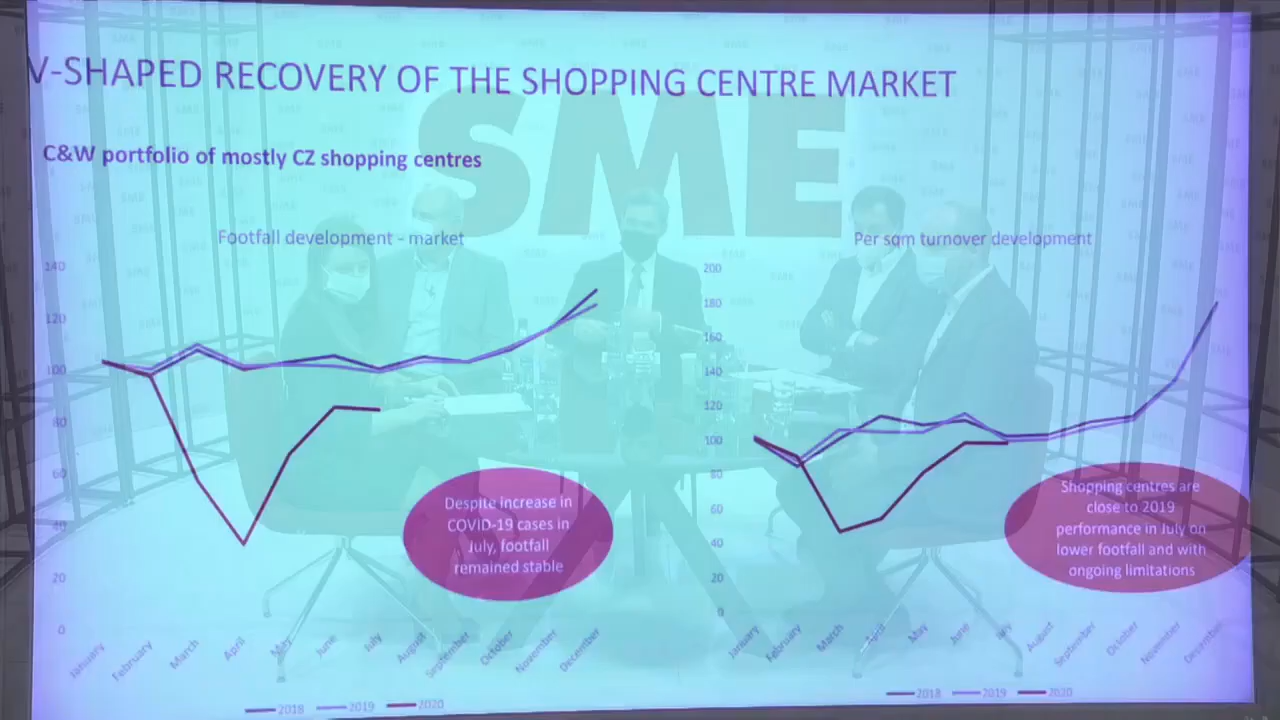 V-SHAPED RECOVERY OF THE SHOPPING CENTRE MARKET
SME
C&W portfolio of mostly CZ shopping centres
Footfall development - market
140
120
100
80
60
40
20
0
January
February
March
April
May
June
July
August
September
October
November
December
2018
2019
2020
Despite increase in
COVID-19 cases in
July, footfall
remained stable
Per sqm turnover development
200
180
160
140
120
100
80
60
40
20
0
January
February
March
April
May
June
July
August
September
October
November
December
2018
2019
2020
Shopping centres are
close to 2019
performance in July on
lower footfall and with
ongoing limitations